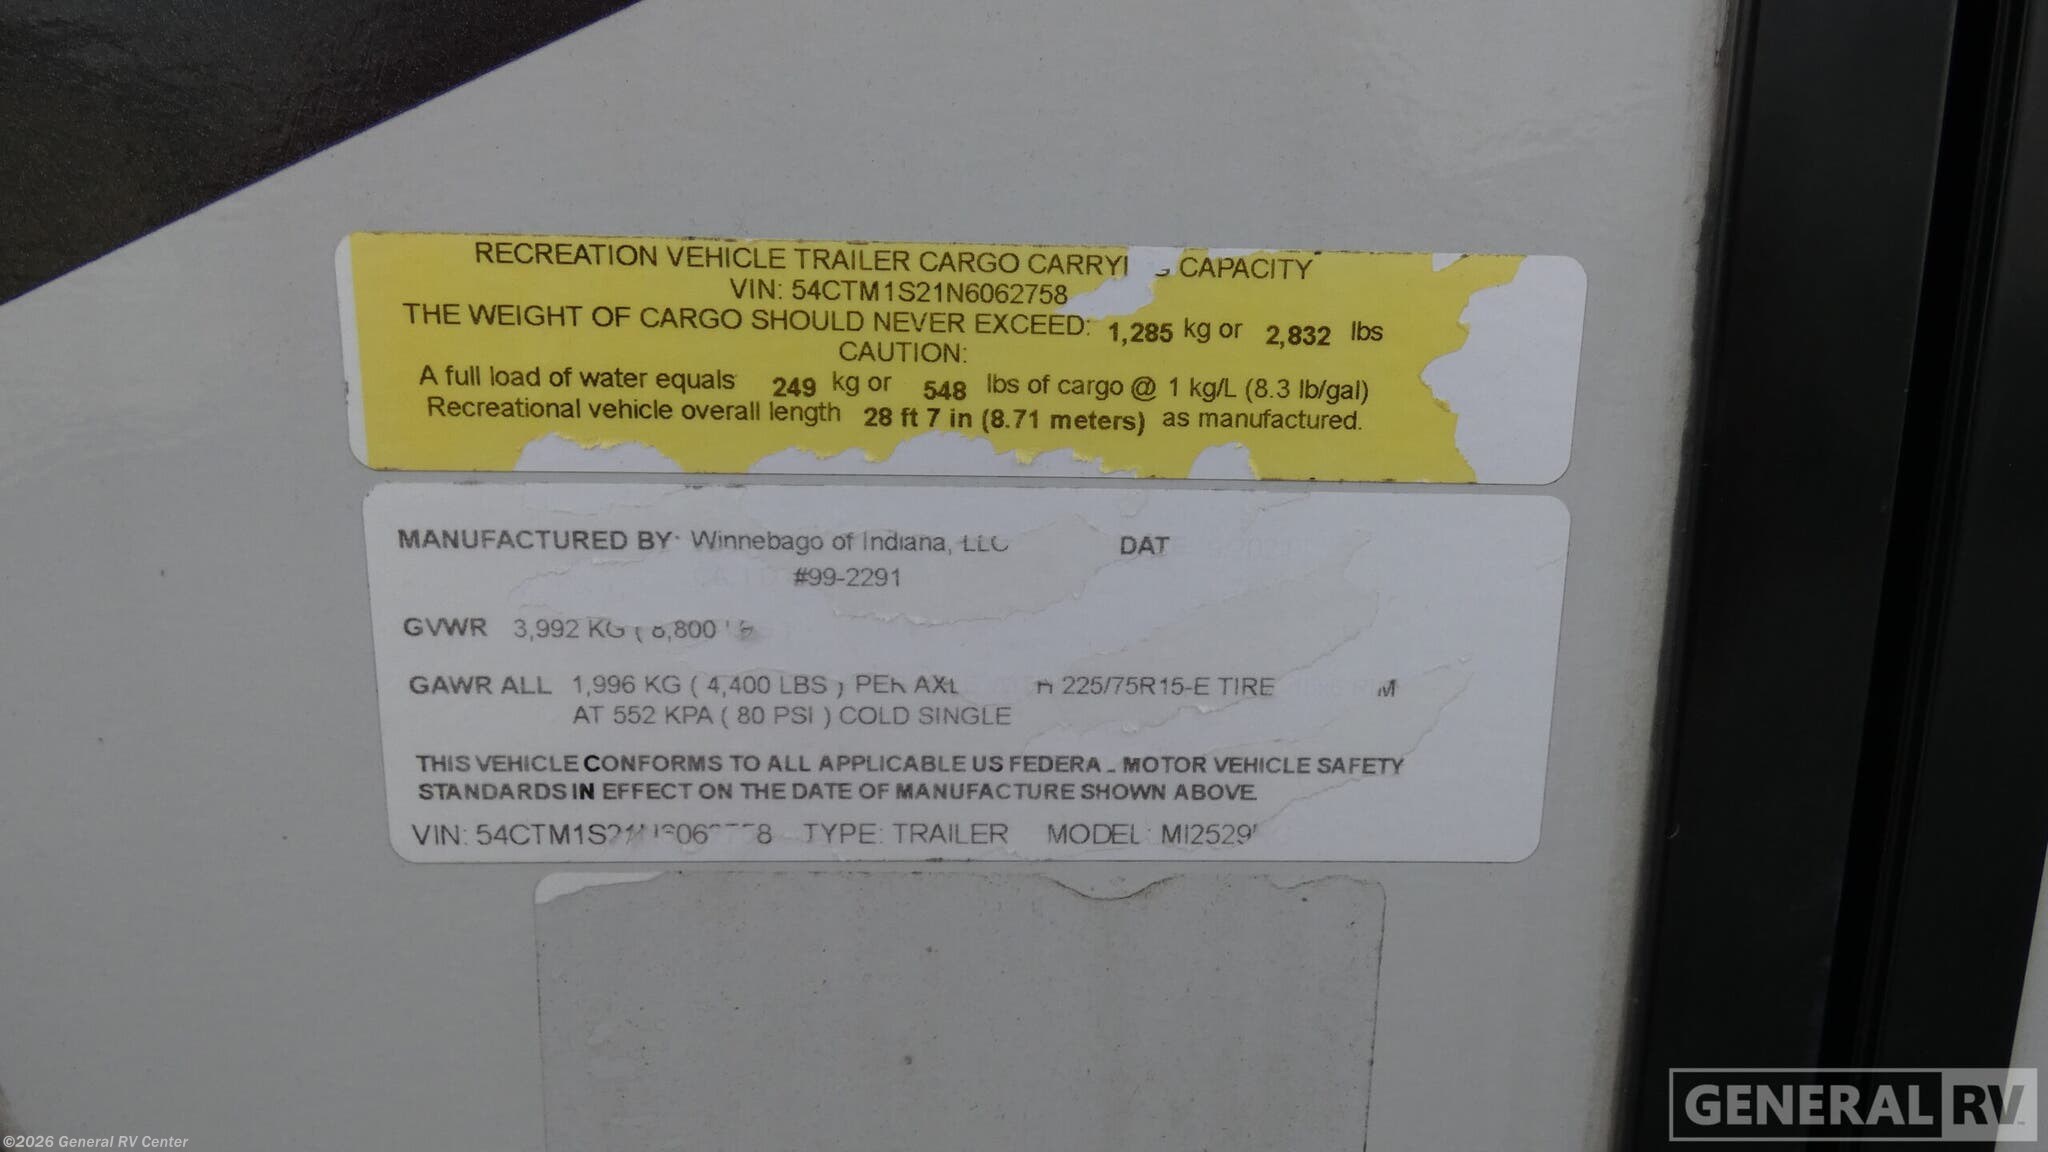 RECREATION VEHICLE TRAILER CARGO CAPACITY
VIN: 54CTM1S21N6062758
THE WEIGHT OF CARGO SHOULD NEVER EXCEED: 1,285 kg or 2,832 lbs
CAUTION:
A full load of water equals 249 kg or 548 lbs of cargo @ 1 kg/L (8.3 lb/gal)
Recreational vehicle overall length 28 ft 7 in (8.71 meters) as manufactured.
MANUFACTURED BY: Winnebago of Indiana, LLC DAT
#99-2291
GVWR 3,992 KG ( 8,800
GAWR ALL 1,996 KG ( 4,400 LBS ) PER 225/75R15-E TIRE
AT 552 KPA ( 80 PSI ) COLD SINGLE
THIS VEHICLE CONFORMS TO ALL APPLICABLE US FEDERAL MOTOR VEHICLE SAFETY
STANDARDS IN EFFECT ON THE DATE OF MANUFACTURE SHOWN ABOVE
VIN: TYPE: TRAILER MODEL: MI2529
GENERAL RV
©2026 General RV Center